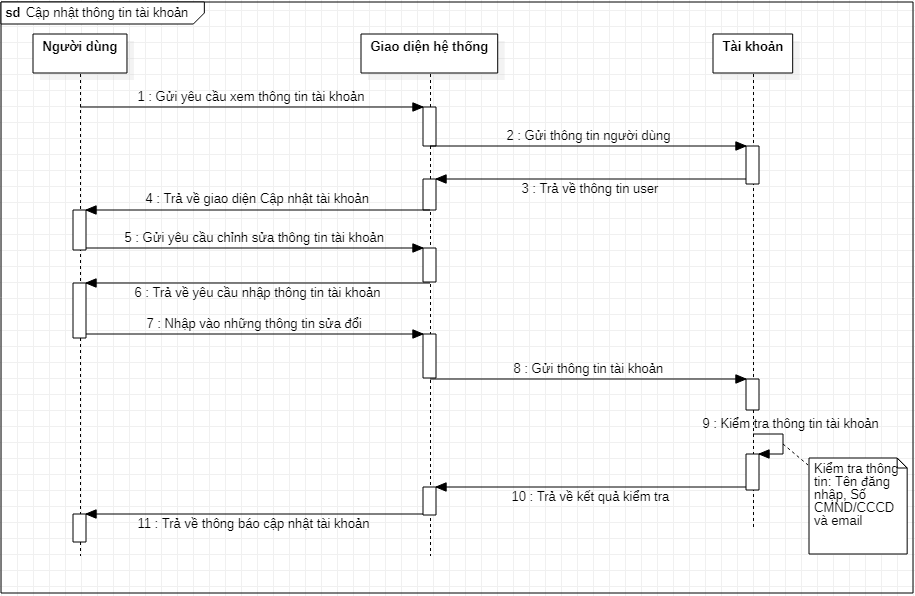 sd Cập nhật thông tin tài khoản
Người dùng
Giao diện hệ thống
Tài khoản
1 : Gửi yêu cầu xem thông tin tài khoản
2 : Gửi thông tin người dùng
3 : Trả về thông tin user
4 : Trả về giao diện Cập nhật tài khoản
5 : Gửi yêu cầu chỉnh sửa thông tin tài khoản
6 : Trả về yêu cầu nhập thông tin tài khoản
7 : Nhập vào những thông tin sửa đổi
8 : Gửi thông tin tài khoản
9 : Kiểm tra thông tin tài khoản
Kiểm tra thông
tin: Tên đăng
nhập, Số
CMND/CCCD
và email
10 : Trả về kết quả kiểm tra
11 : Trả về thông báo cập nhật tài khoản